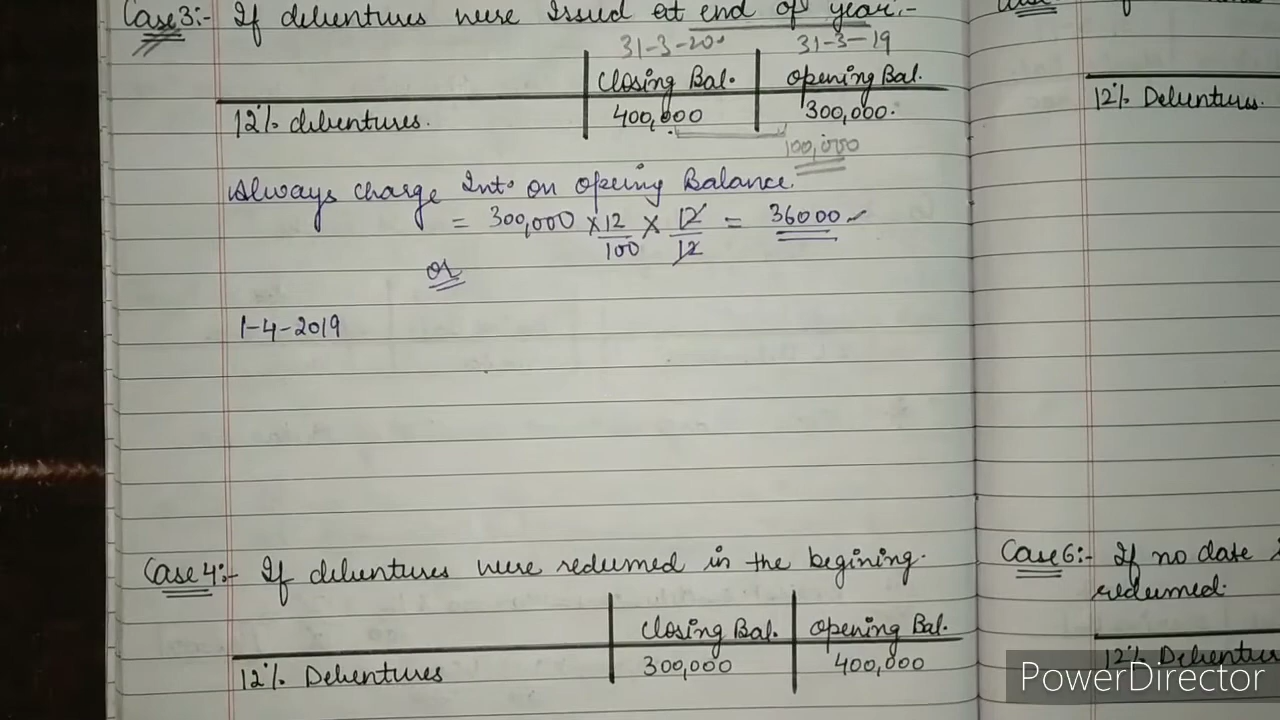 Case 3:- If debentures were Issued at end of year.-
31-3-20 31-3-19
Closing Bal. Opening Bal.
12% debentures. 400,000 300,000.
100,000
Always charge Int. on opeing Balance.
= 300,000 × 12/100 × 12/12 = 36000
or
1-4-2019
Case 4:- If debentures were redeemed in the begining.
Closing Bal. Opening Bal.
12% Debentures 300,000 400,000
12% Debentures.
Case 6:- If no date
redeemed.
12% Debentur
PowerDirector